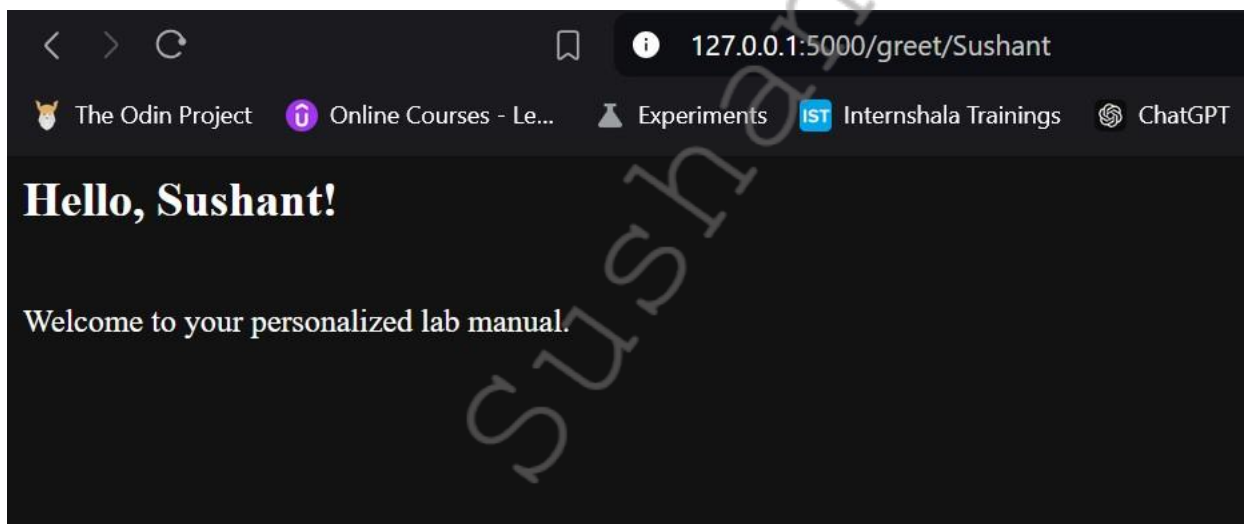 127.0.0.1:5000/greet/Sushant
The Odin Project Online Courses - Le... Experiments IST Internshala Trainings ChatGPT
Hello, Sushant!
Welcome to your personalized lab manual.